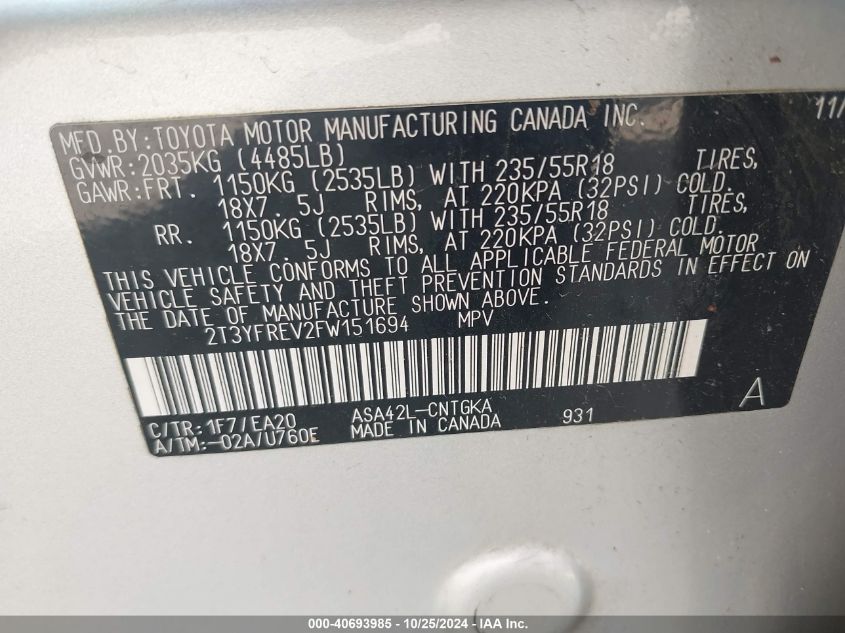 MFD.BY:TOYOTA MOTOR MANUFACTURING CANADA INC. 11/
GVWR:2035KG (4485LB)
GAWR:FRT. 1150KG (2535LB) WITH 235/55R18 TIRES,
18X7. 5J RIMS, AT 220KPA (32PSI) COLD.
RR. 1150KG (2535LB) WITH 235/55R18 TIRES,
18X7. 5J RIMS, AT 220KPA (32PSI) COLD.
THIS VEHICLE CONFORMS TO ALL APPLICABLE FEDERAL MOTOR
VEHICLE SAFETY AND THEFT PREVENTION STANDARDS IN EFFECT ON
THE DATE OF MANUFACTURE SHOWN ABOVE.
2T3YFREV2FW151694 MPV
A
C/TR:1F7/EA20 ASA42L-CNTGKA 931
A/TM:-02A/U760E MADE IN CANADA
000-40693985 - 10/25/2024 - IAA Inc.